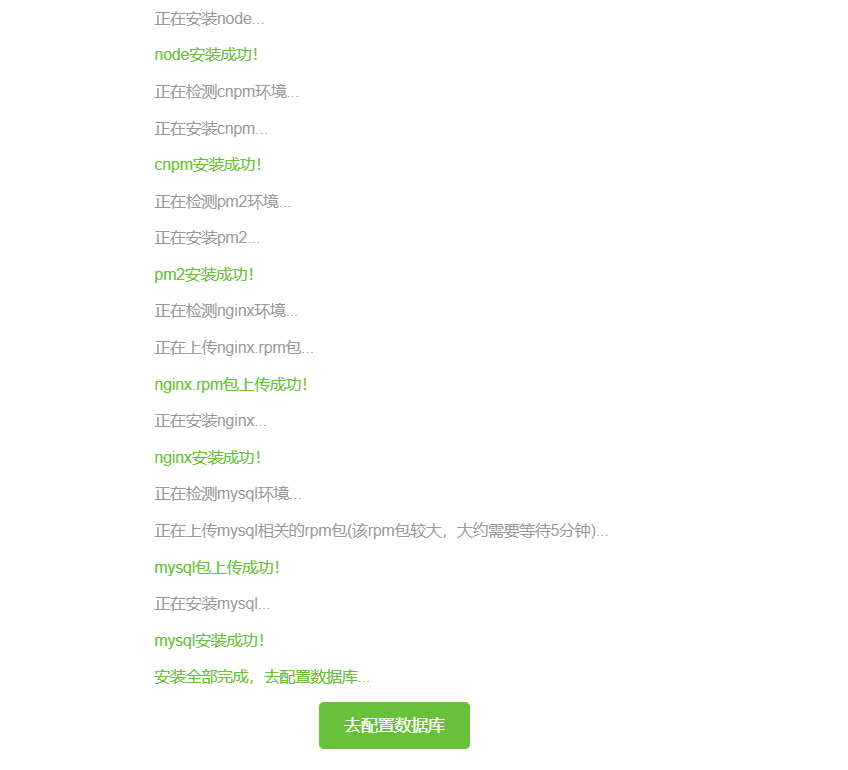 正在安装node...
node安装成功！
正在检测cnpm环境...
正在安装cnpm...
cnpm安装成功！
正在检测pm2环境...
正在安装pm2...
pm2安装成功！
正在检测nginx环境...
正在上传nginx.rpm包...
nginx.rpm包上传成功！
正在安装nginx...
nginx安装成功！
正在检测mysql环境...
正在上传mysql相关的rpm包(该rpm包较大，大约需要等待5分钟)...
mysql包上传成功！
正在安装mysql...
mysql安装成功！
安装全部完成，去配置数据库...
去配置数据库